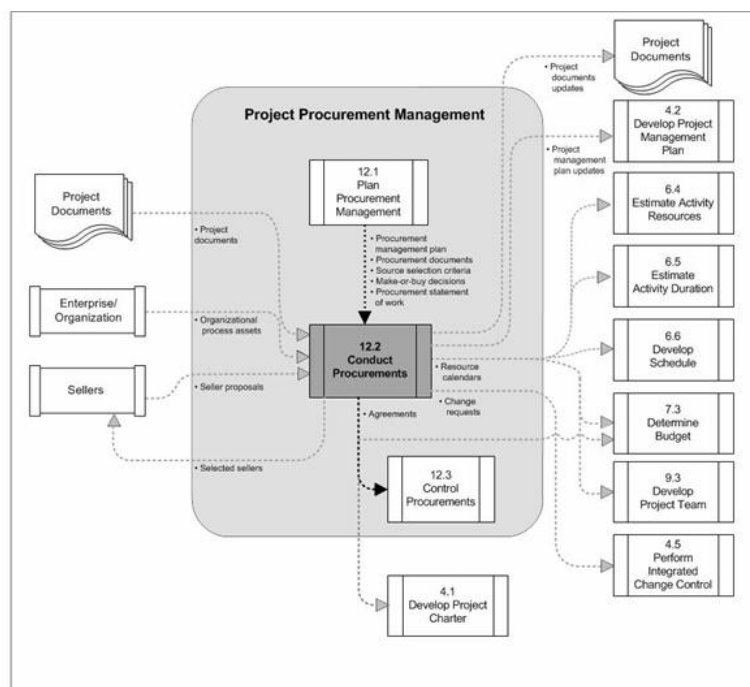 Project
Documents
• Project
documents
updates
Project Procurement Management
4.2
Develop Project
Management
Plan
• Project
management
plan updates
12.1
Plan
Procurement
Management
Project
Documents
• Project
documents
6.4
Estimate Activity
Resources
• Procurement
management plan
• Procurement documents
• Source selection criteria
• Make-or-buy decisions
• Procurement statement
of work
6.5
Estimate
Activity Duration
Enterprise/
Organization
• Organizational
process assets
12.2
Conduct
Procurements
6.6
Develop
Schedule
• Resource
calendars
Sellers
• Seller proposals
• Change
requests
• Agreements
7.3
Determine
Budget
• Selected sellers
12.3
Control
Procurements
9.3
Develop
Project Team
4.5
Perform
Integrated
Change Control
4.1
Develop Project
Charter